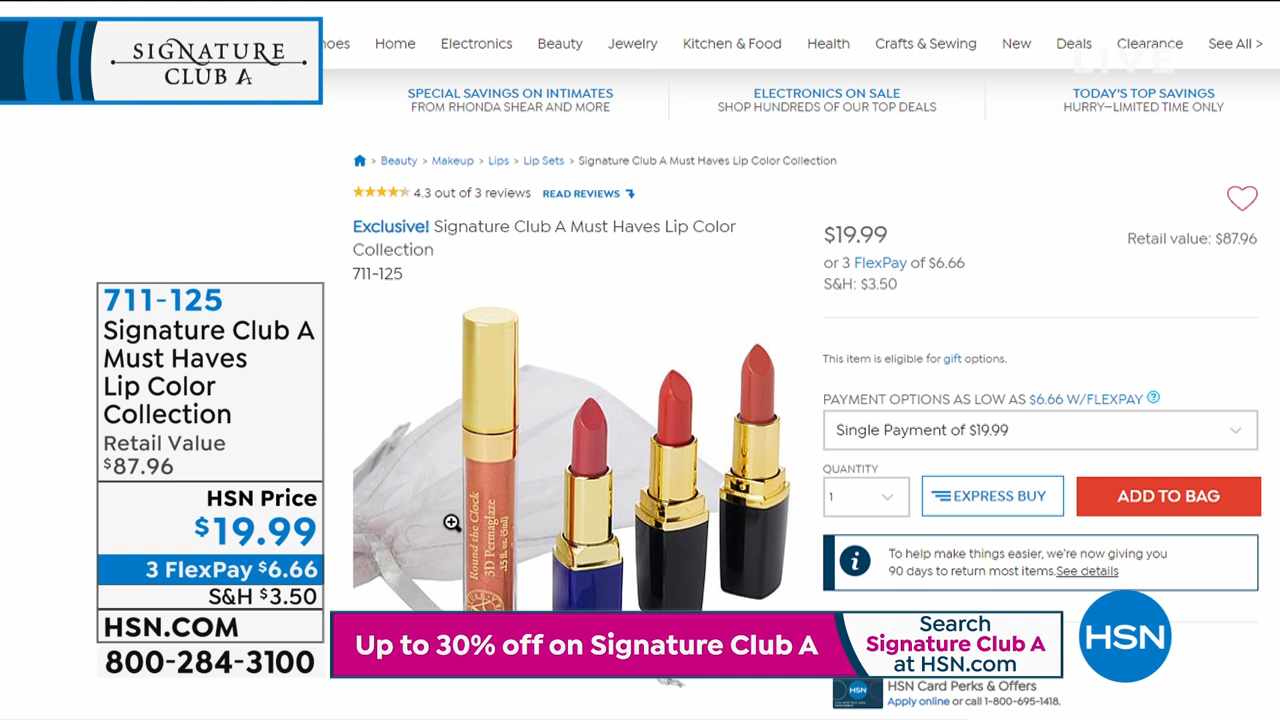 SIGNATURE
CLUB A
Home Electronics Beauty Jewelry Kitchen & Food Health Crafts & Sewing New Deals Clearance See All >
LIVE
SPECIAL SAVINGS ON INTIMATES
FROM RHONDA SHEAR AND MORE
ELECTRONICS ON SALE
SHOP HUNDREDS OF OUR TOP DEALS
TODAY'S TOP SAVINGS
HURRY—LIMITED TIME ONLY
> Beauty > Makeup > Lips > Lip Sets > Signature Club A Must Haves Lip Color Collection
4.3 out of 3 reviews READ REVIEWS
Exclusive! Signature Club A Must Haves Lip Color
Collection
711-125
$19.99
Retail value: $87.96
or 3 FlexPay of $6.66
S&H: $3.50
This item is eligible for gift options.
PAYMENT OPTIONS AS LOW AS $6.66 W/FLEXPAY ?
Single Payment of $19.99
QUANTITY
1
EXPRESS BUY
ADD TO BAG
i
To help make things easier, we're now giving you
90 days to return most items.See details
711-125
Signature Club A
Must Haves
Lip Color
Collection
Retail Value
$87.96
HSN Price
$19.99
3 FlexPay $6.66
S&H $3.50
HSN.COM
800-284-3100
Round the Clock
3D Permaglaze
.15 fl. oz. (5ml)
Up to 30% off on Signature Club A
Search
Signature Club A
at HSN.com
HSN
HSN
HSN Card Perks & Offers
Apply online or call 1-800-695-1418.